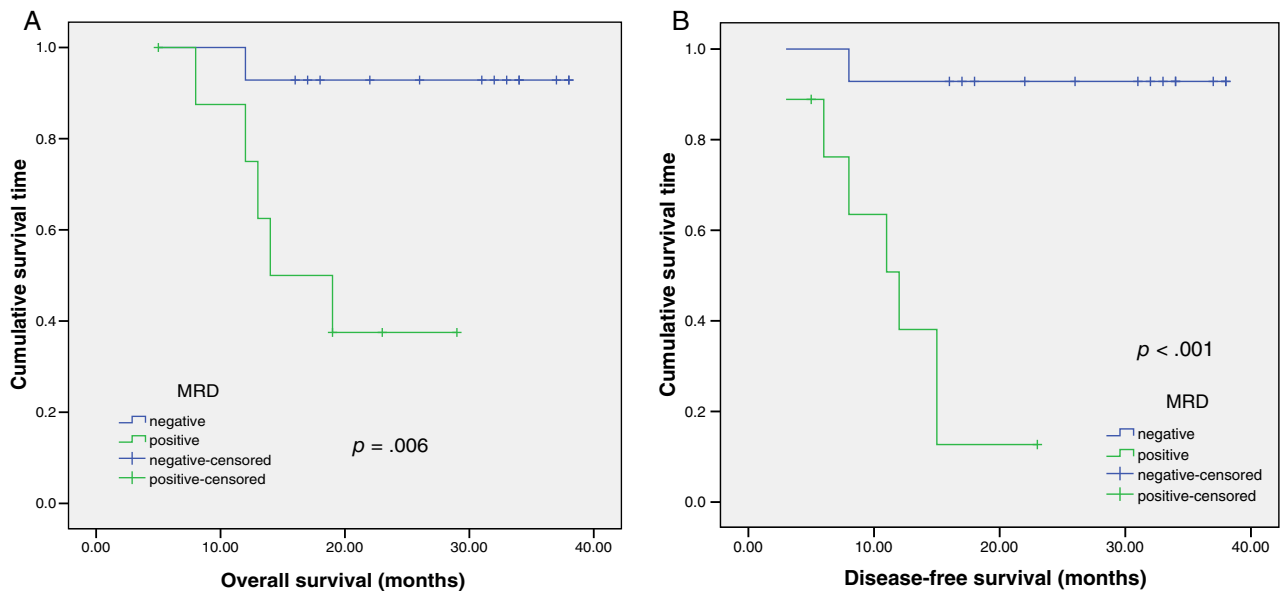 A
Cumulative survival time
1.0
0.8
0.6
0.4
0.2
0.0
MRD
negative
positive
negative-censored
positive-censored
p = .006
0.00 10.00 20.00 30.00 40.00
Overall survival (months)
B
Cumulative survival time
1.0
0.8
0.6
0.4
0.2
0.0
p < .001
MRD
negative
positive
negative-censored
positive-censored
0.00 10.00 20.00 30.00 40.00
Disease-free survival (months)